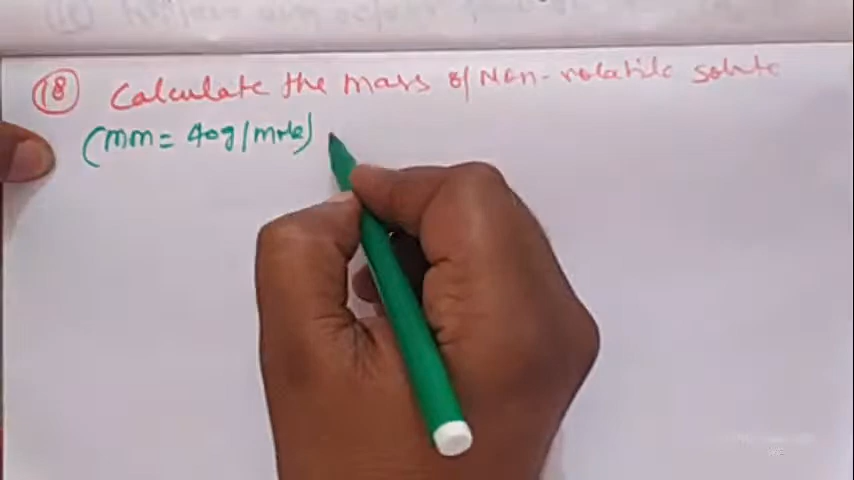 18 Calculate the mass of Non-volatile solute
(mm = 40g/mole)